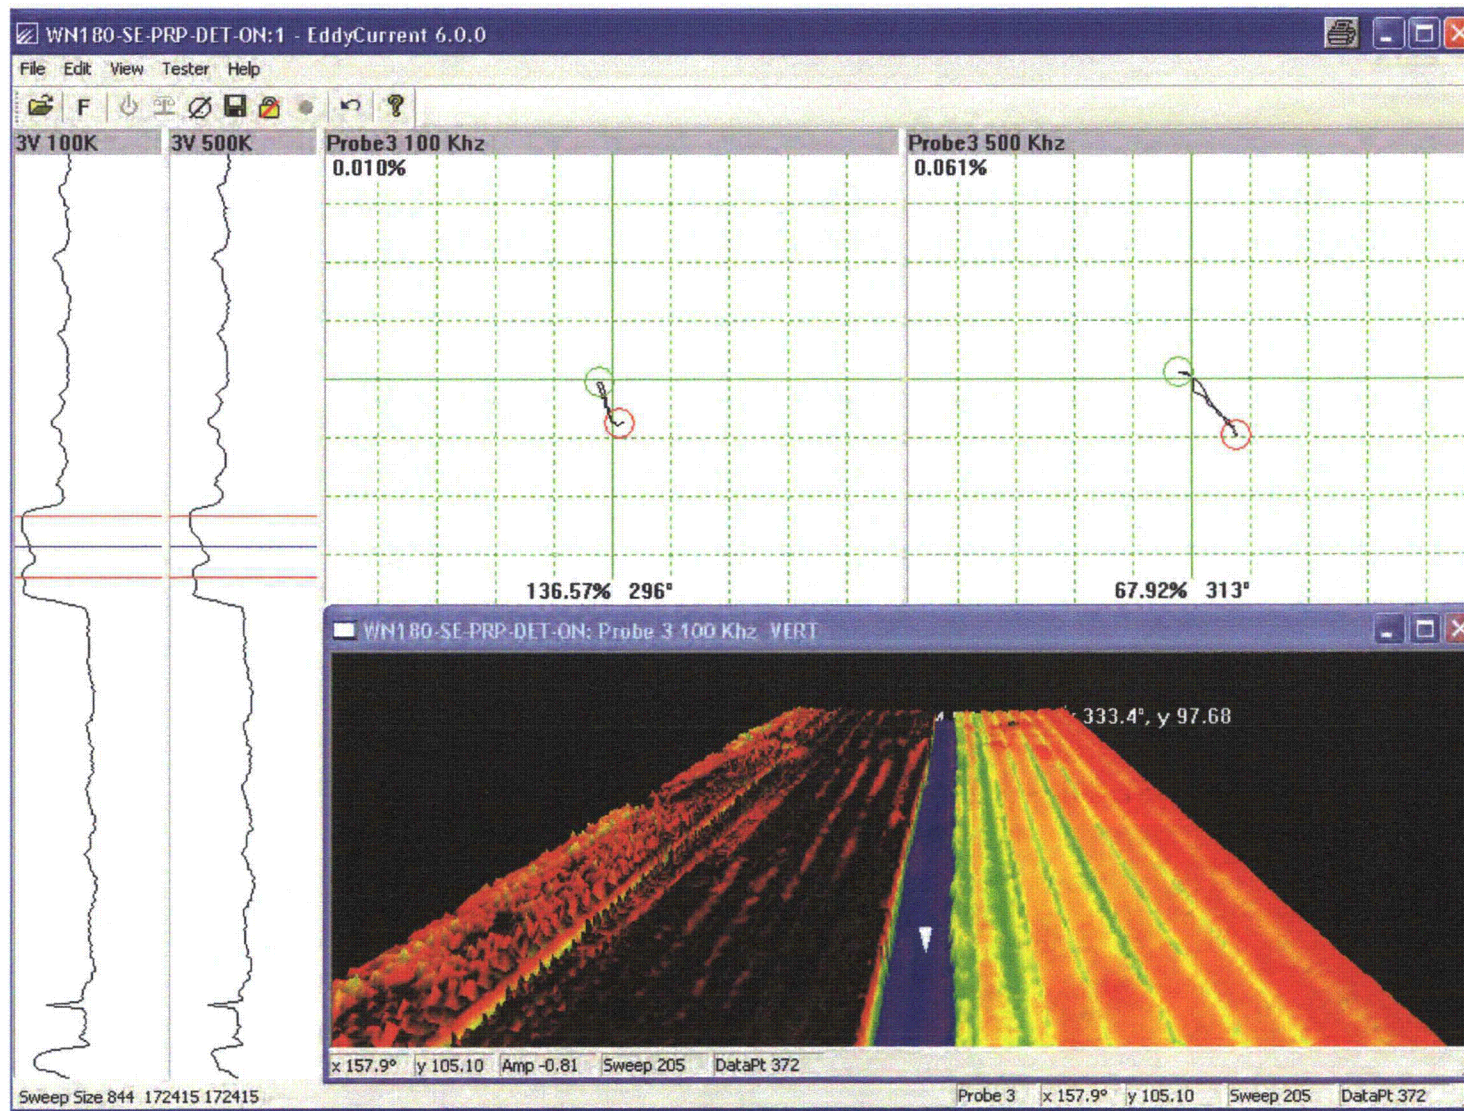 WN180-SE-PRP-DET-ON:1 - EddyCurrent 6.0.0
File Edit View Tester Help
F
3V 100K
3V 500K
Probe3 100 Khz
0.010%
Probe3 500 Khz
0.061%
136.57% 296°
67.92% 313°
WN180-SE-PRP-DET-ON: Probe 3 100 Khz VERT
333.4°, y 97.68
x 157.9° y 105.10 Amp -0.81 Sweep 205 DataPt 372
Sweep Size 844 172415 172415
Probe 3 x 157.9° y 105.10 Sweep 205 DataPt 372